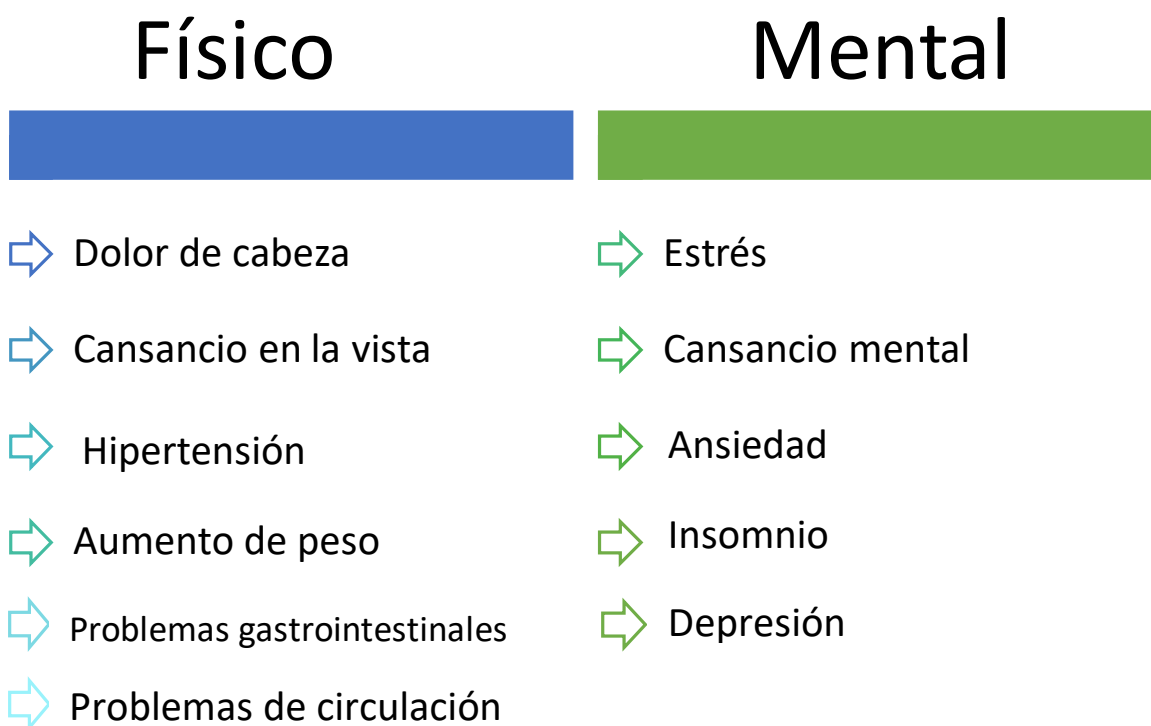 Físico
Dolor de cabeza
Cansancio en la vista
Hipertensión
Aumento de peso
Problemas gastrointestinales
Problemas de circulación
Mental
Estrés
Cansancio mental
Ansiedad
Insomnio
Depresión